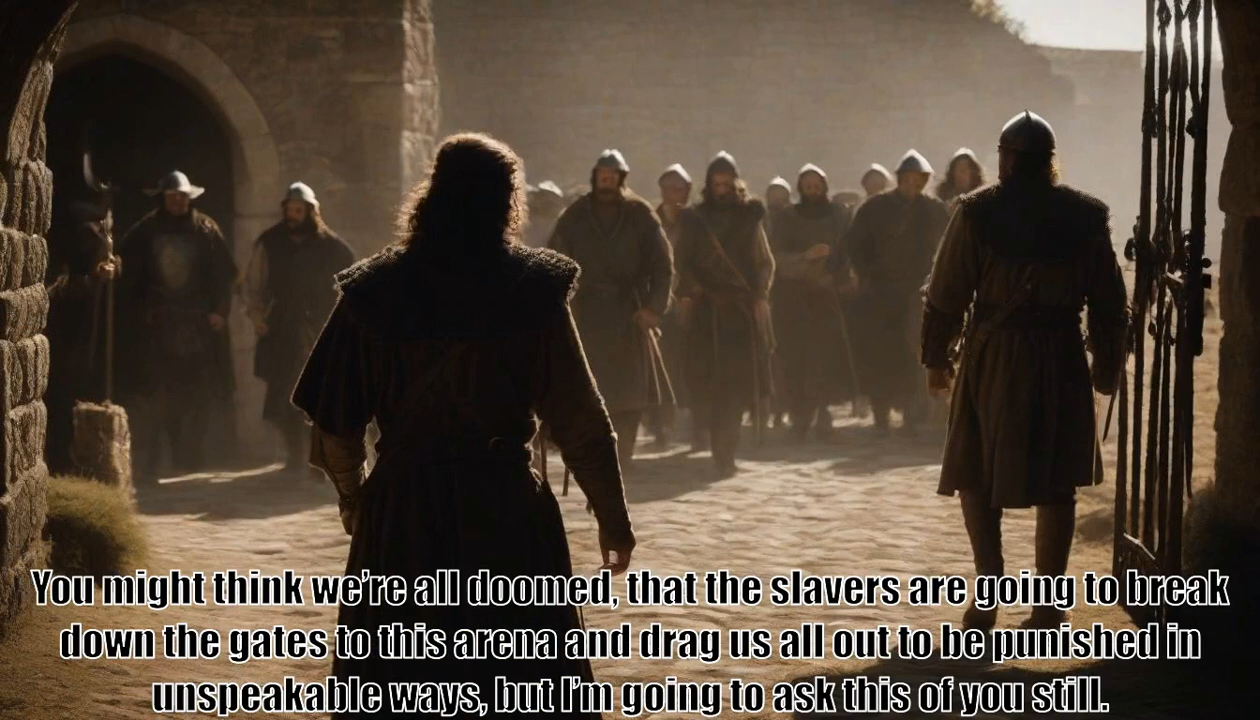 You might think we’re all doomed, that the slavers are going to break
down the gates to this arena and drag us all out to be punished in
unspeakable ways, but I’m going to ask this of you still.